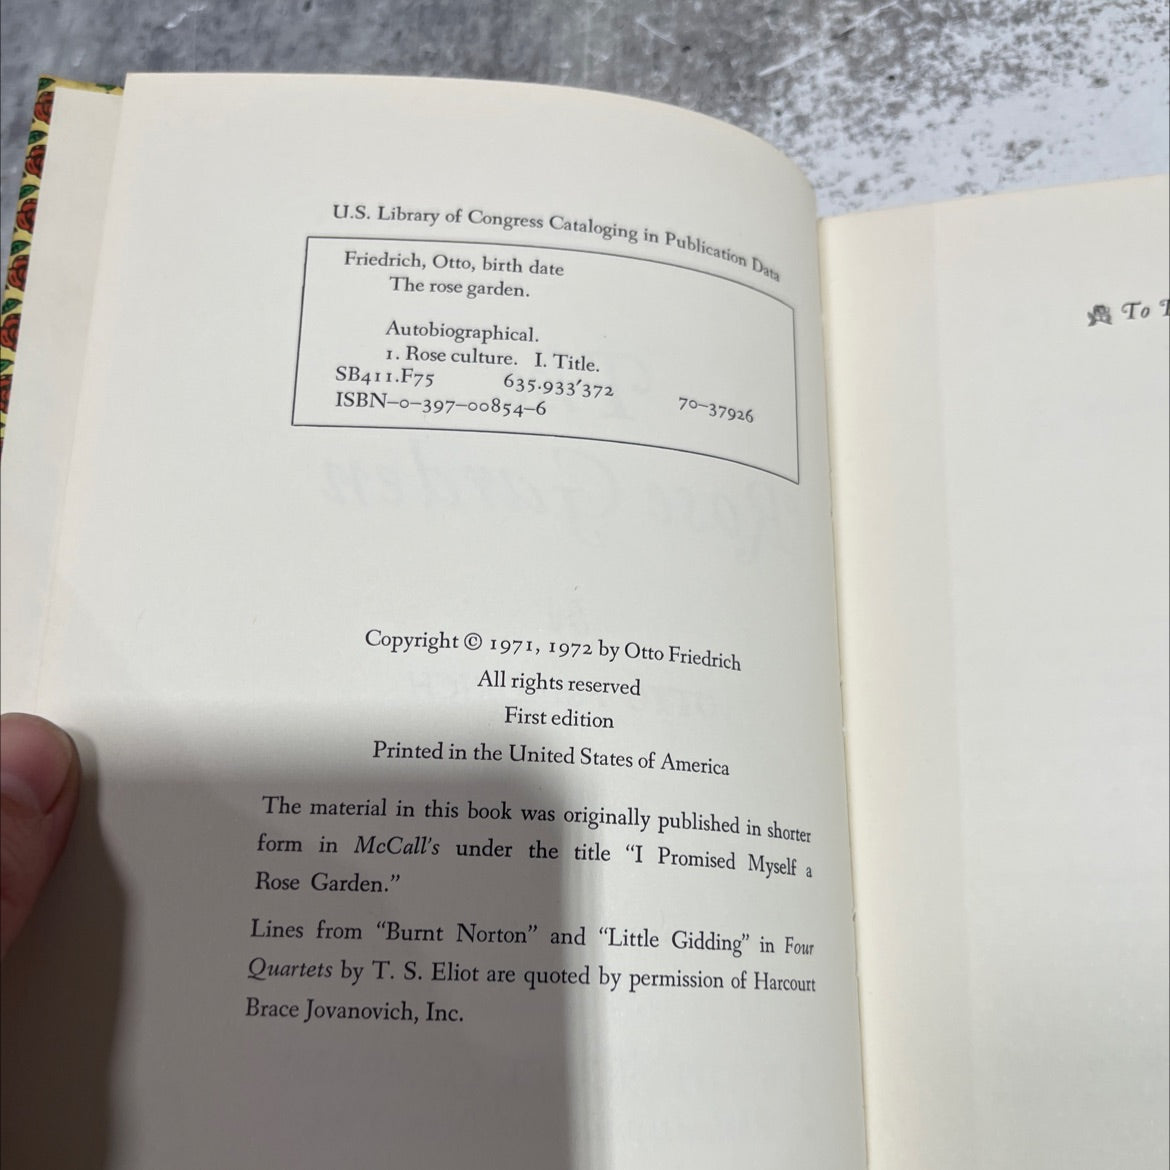 U.S. Library of Congress Cataloging in Publication Data
Friedrich, Otto, birth date
The rose garden.
Autobiographical.
1. Rose culture. I. Title.
SB411.F75 635.933′372 70–37926
ISBN–0–397–00854–6
Copyright © 1971, 1972 by Otto Friedrich
All rights reserved
First edition
Printed in the United States of America
The material in this book was originally published in shorter
form in McCall's under the title “I Promised Myself a
Rose Garden.”
Lines from “Burnt Norton” and “Little Gidding” in Four
Quartets by T. S. Eliot are quoted by permission of Harcourt
Brace Jovanovich, Inc.
To